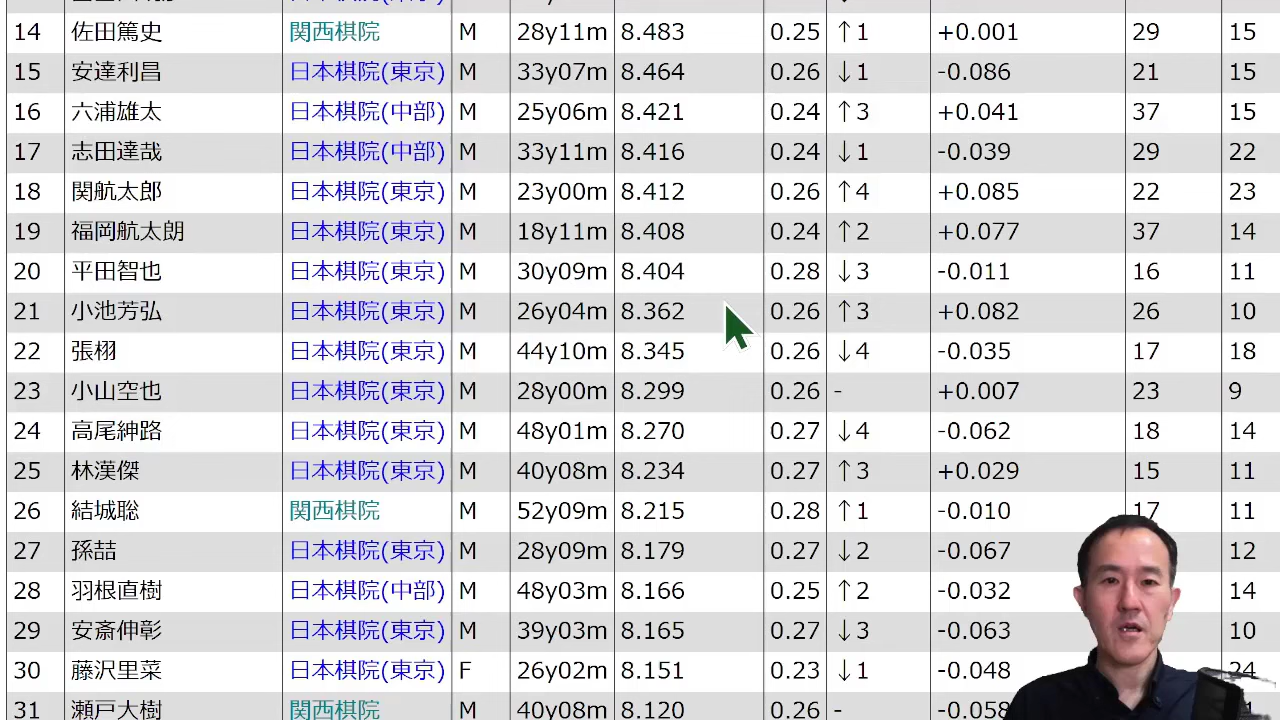 14 佐田篤史 関西棋院 M 28y11m 8.483 0.25 ↑1 +0.001 29 15
15 安達利昌 日本棋院(東京) M 33y07m 8.464 0.26 ↓1 -0.086 21 15
16 六浦雄太 日本棋院(中部) M 25y06m 8.421 0.24 ↑3 +0.041 37 15
17 志田達哉 日本棋院(中部) M 33y11m 8.416 0.24 ↓1 -0.039 29 22
18 関航太郎 日本棋院(東京) M 23y00m 8.412 0.26 ↑4 +0.085 22 23
19 福岡航太朗 日本棋院(東京) M 18y11m 8.408 0.24 ↑2 +0.077 37 14
20 平田智也 日本棋院(東京) M 30y09m 8.404 0.28 ↓3 -0.011 16 11
21 小池芳弘 日本棋院(東京) M 26y04m 8.362 0.26 ↑3 +0.082 26 10
22 張栩 日本棋院(東京) M 44y10m 8.345 0.26 ↓4 -0.035 17 18
23 小山空也 日本棋院(東京) M 28y00m 8.299 0.26 - +0.007 23 9
24 高尾紳路 日本棋院(東京) M 48y01m 8.270 0.27 ↓4 -0.062 18 14
25 林漢傑 日本棋院(東京) M 40y08m 8.234 0.27 ↑3 +0.029 15 11
26 結城聡 関西棋院 M 52y09m 8.215 0.28 ↑1 -0.010 17 11
27 孫喆 日本棋院(東京) M 28y09m 8.179 0.27 ↓2 -0.067 12
28 羽根直樹 日本棋院(中部) M 48y03m 8.166 0.25 ↑2 -0.032 14
29 安斎伸彰 日本棋院(東京) M 39y03m 8.165 0.27 ↓3 -0.063 10
30 藤沢里菜 日本棋院(東京) F 26y02m 8.151 0.23 ↓1 -0.048 24
31 瀬戸大樹 関西棋院 M 40y08m 8.120 0.26 - -0.058